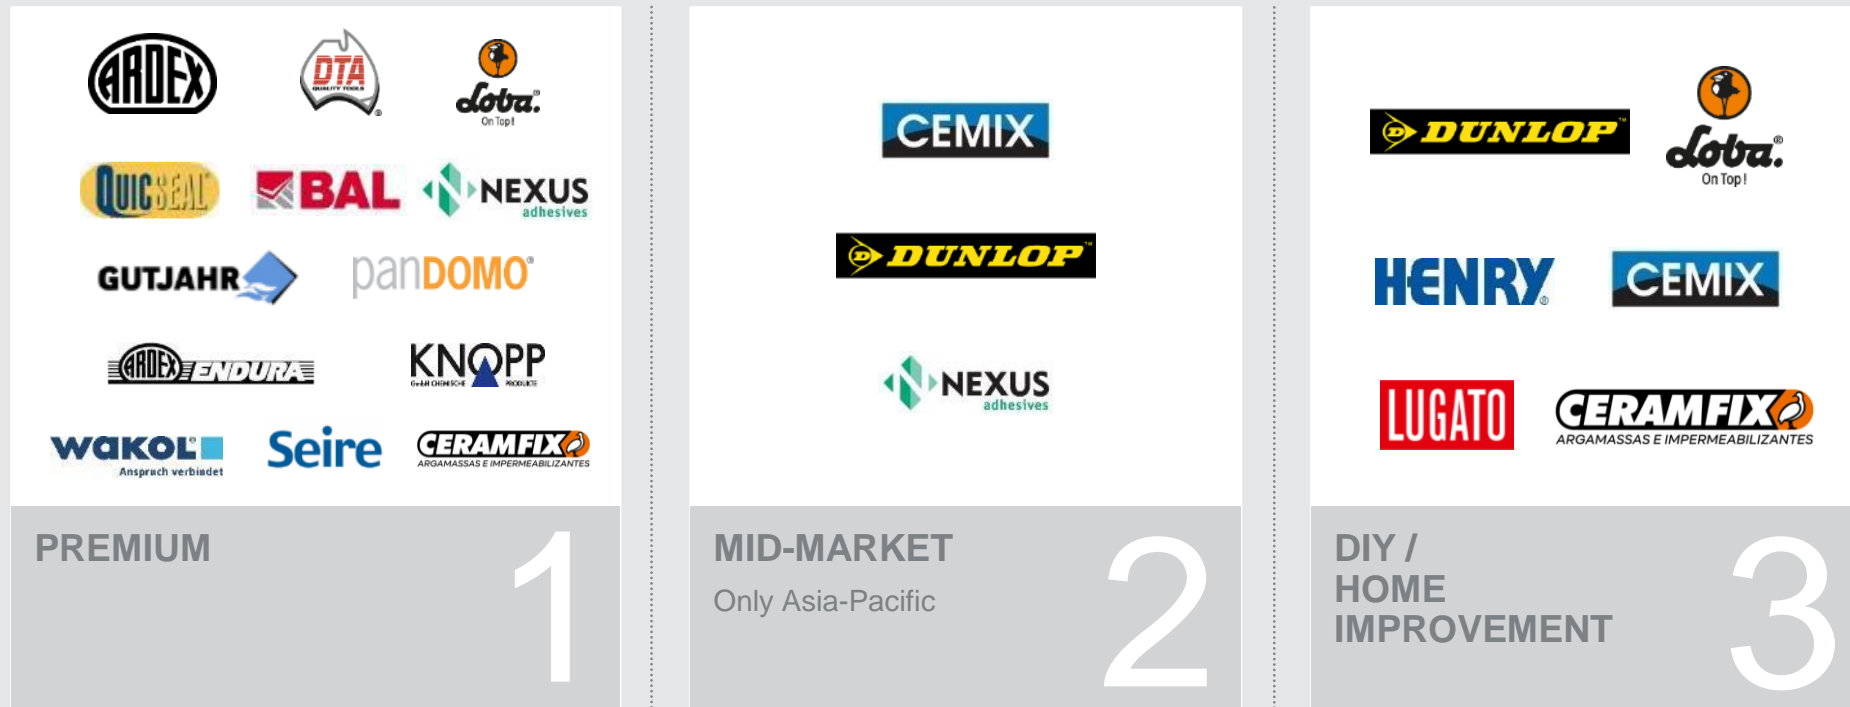 ARDEX
DTA
QUALITY TOOLS
®
Loba.®
On Top!
QUICSEAL
BAL
NEXUS
adhesives
GUTJAHR
panDOMO®
ARDEX ENDURA
KNOPP
GmbH CHEMISCHE PRODUKTE
WAKOL®
Anspruch verbindet
Seire
CERAMFIX
ARGAMASSAS E IMPERMEABILIZANTES
PREMIUM
1
CEMIX
D DUNLOP™
N NEXUS
adhesives
MID-MARKET
Only Asia-Pacific
2
D DUNLOP™
Loba.®
On Top!
HENRY®
CEMIX
LUGATO
CERAMFIX
ARGAMASSAS E IMPERMEABILIZANTES
DIY /
HOME
IMPROVEMENT
3